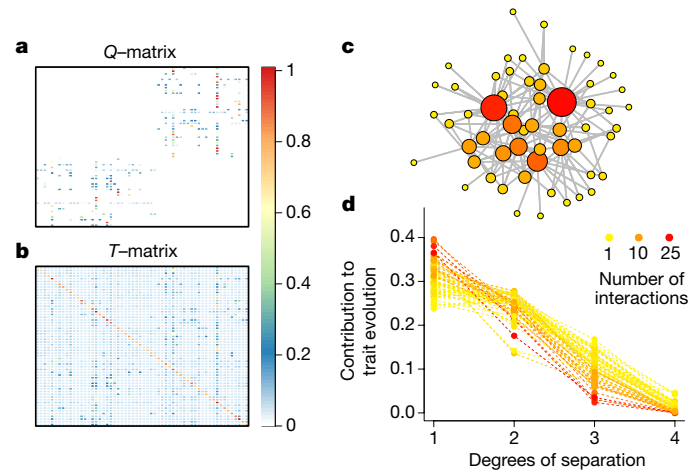 a
Q–matrix
1
0.8
0.6
0.4
0.2
0
b
T–matrix
c
d
0.4
0.3
0.2
0.1
0.0
Contribution to
trait evolution
1 10 25
Number of
interactions
1 2 3 4
Degrees of separation